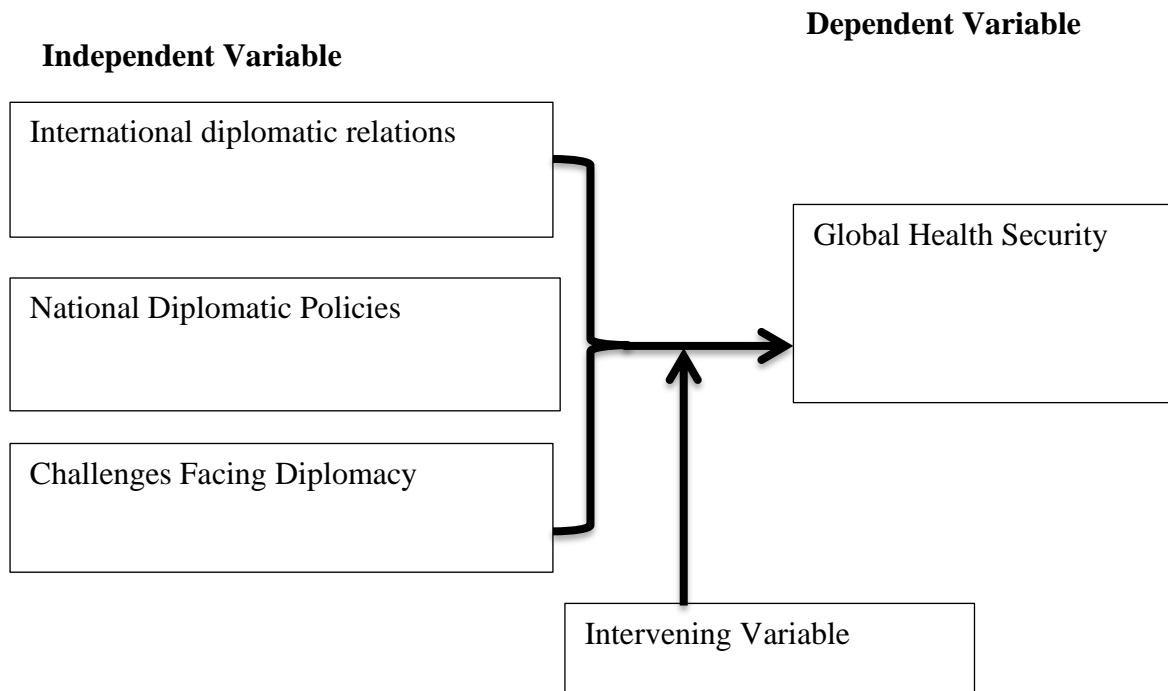 Dependent Variable
Independent Variable
International diplomatic relations
Global Health Security
National Diplomatic Policies
Challenges Facing Diplomacy
Intervening Variable